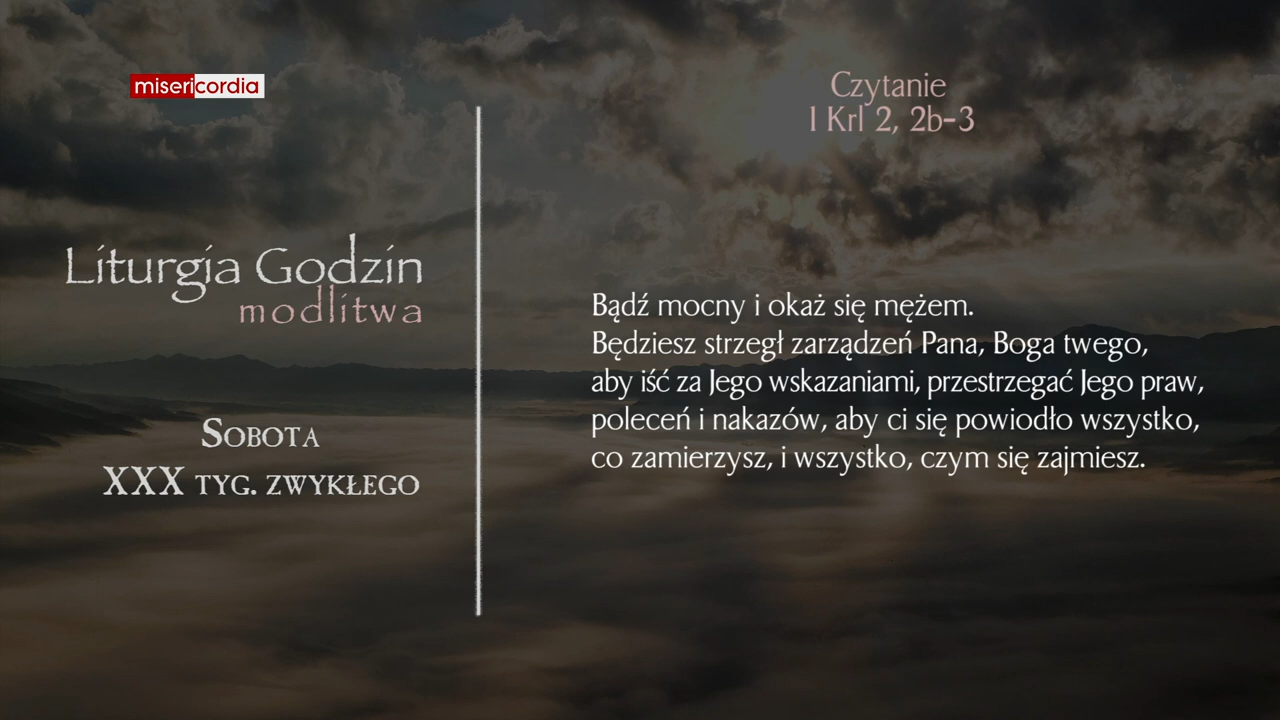 misericordia
Liturgia Godzin
modlitwa
Sobota
XXX tyg. zwykłego
Czytanie
1 Krl 2, 2b-3
Bądź mocny i okaż się mężem.
Będziesz strzegł zarządzeń Pana, Boga twego,
aby iść za Jego wskazaniami, przestrzegać Jego praw,
poleceń i nakazów, aby ci się powiodło wszystko,
co zamierzysz, i wszystko, czym się zajmiesz.